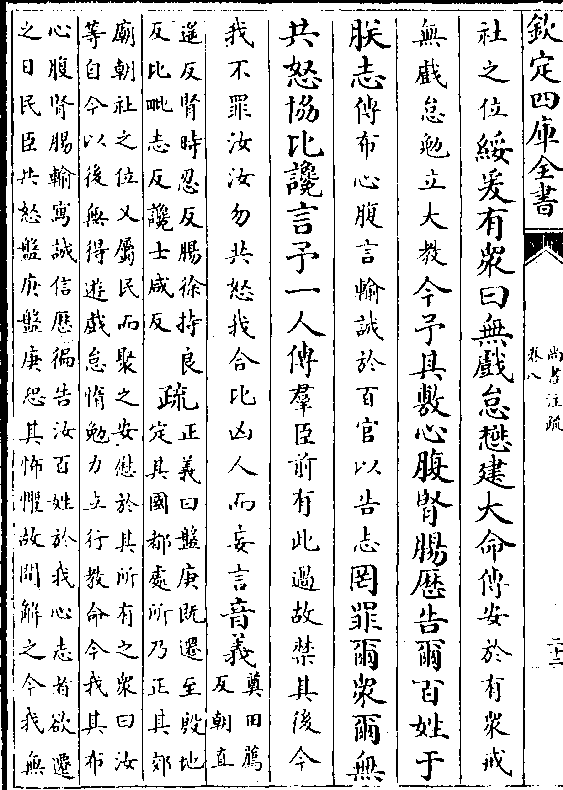 欽定四庫全書
尚書注疏
卷八
二十三
社之位綏爰有衆曰無戲怠懋建大命傳安於有衆戒
無戲怠勉立大教今予其敷心腹腎腸歷告爾百姓于
朕志傳布心腹言輸誠於百官以告志罔罪爾衆爾無
共怒協比讒言予一人傳羣臣前有此過故禁其後今
我不罪汝汝勿共怒我合比凶人而妄言音義
奠田薦
反朝直
遥反腎時忍反腸徐持良
反比毗志反讒士咸反
疏
正義曰盤庚既遷至殷地
定其國都處所乃正其郊
廟朝社之位又屬民而聚之安慰於其所有之衆曰汝
等自今以後無得遊戲怠惰勉力立行教命今我其布
心腹腎腸輸寫誠信歷徧告汝百姓於我心志者欲遷
之日民臣共怒盤庚盤庚恐其怖懼故開解之今我無